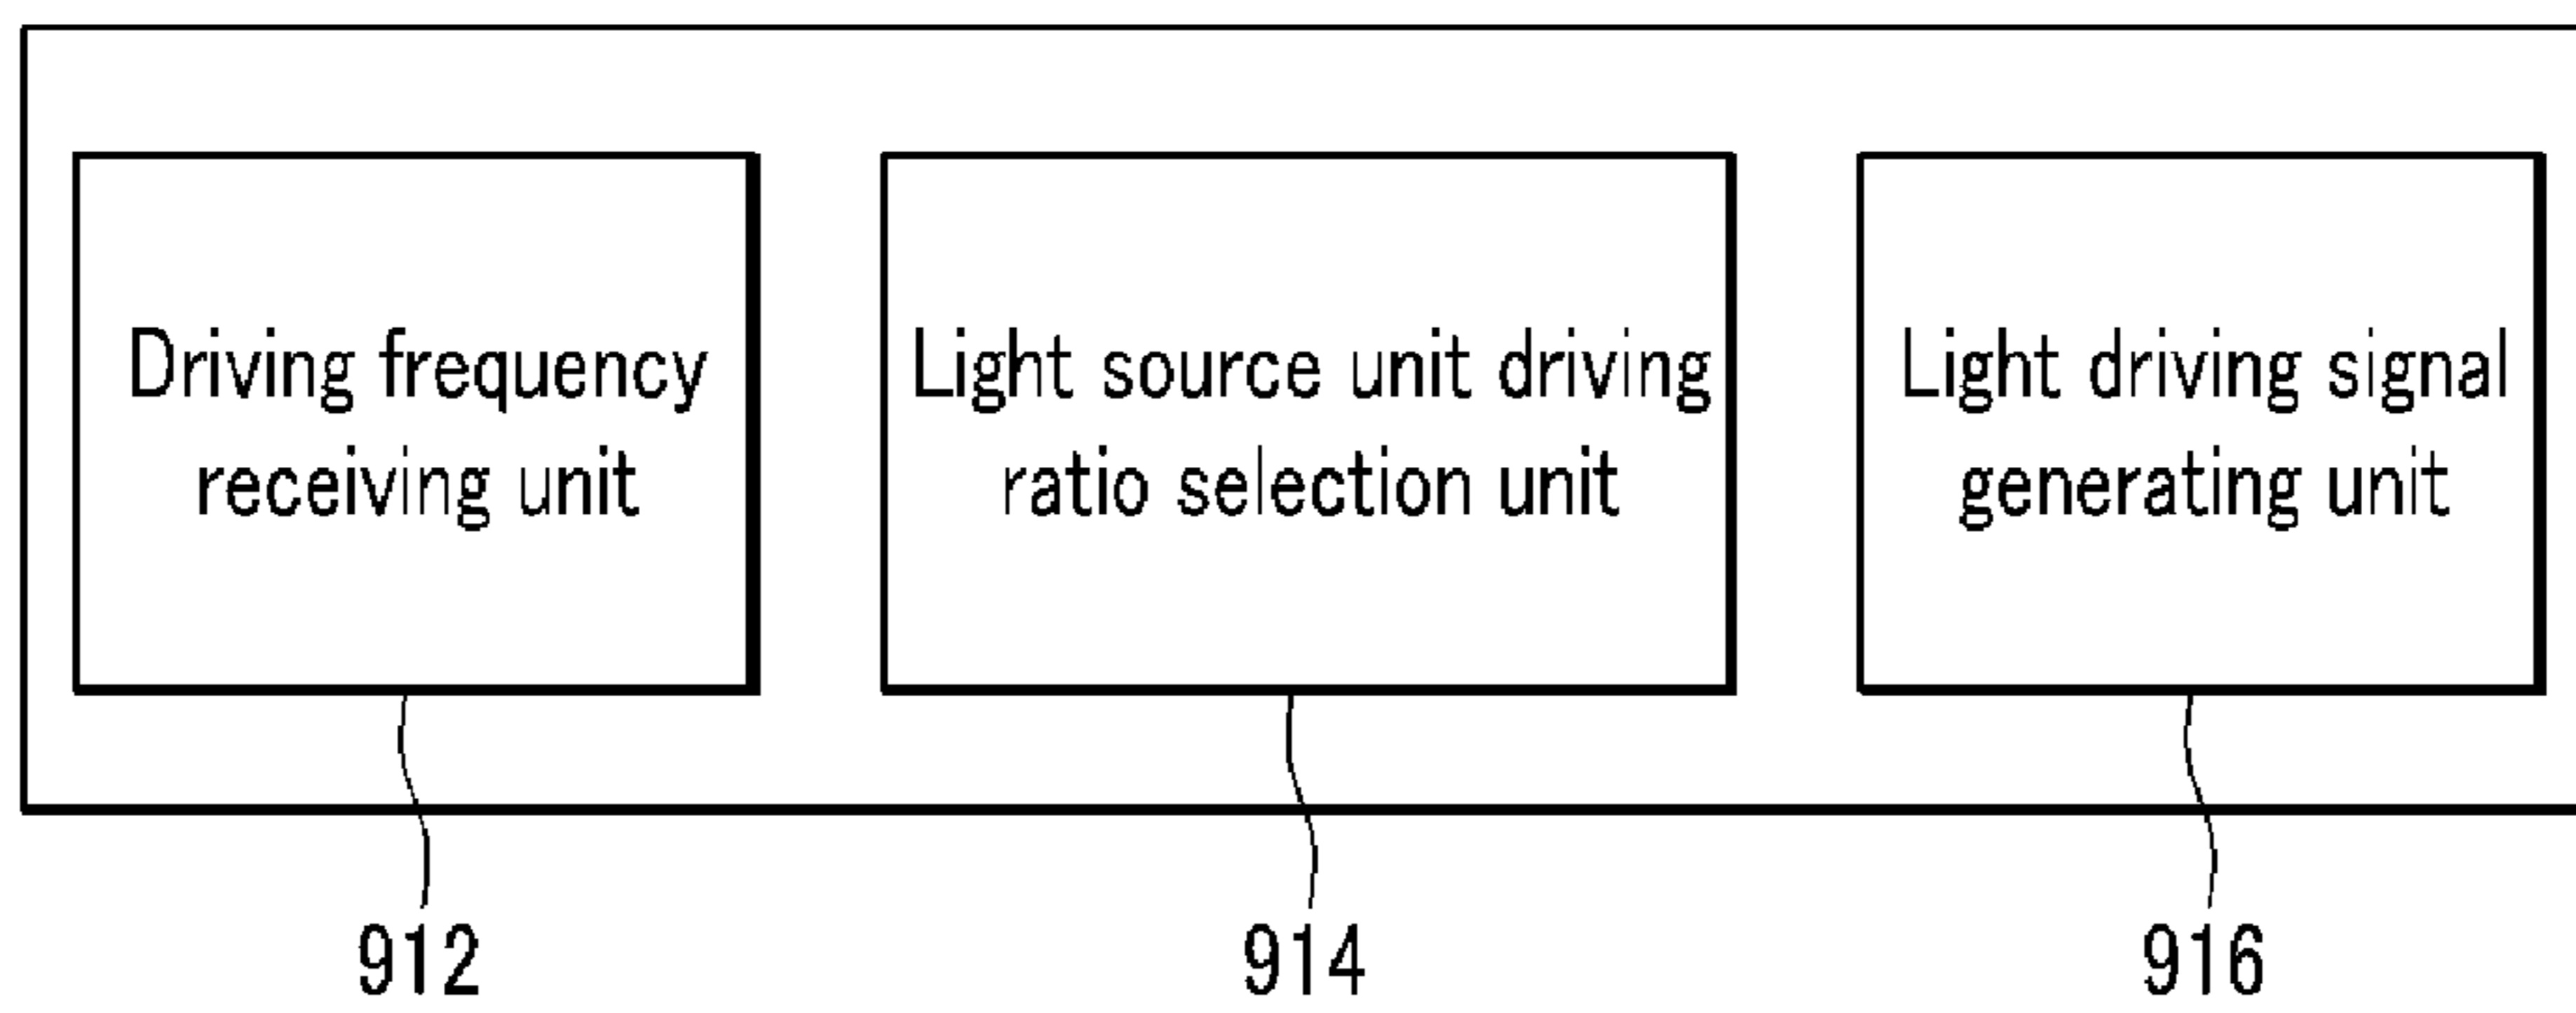 Driving frequency
receiving unit
Light source unit driving
ratio selection unit
Light driving signal
generating unit
912
914
916